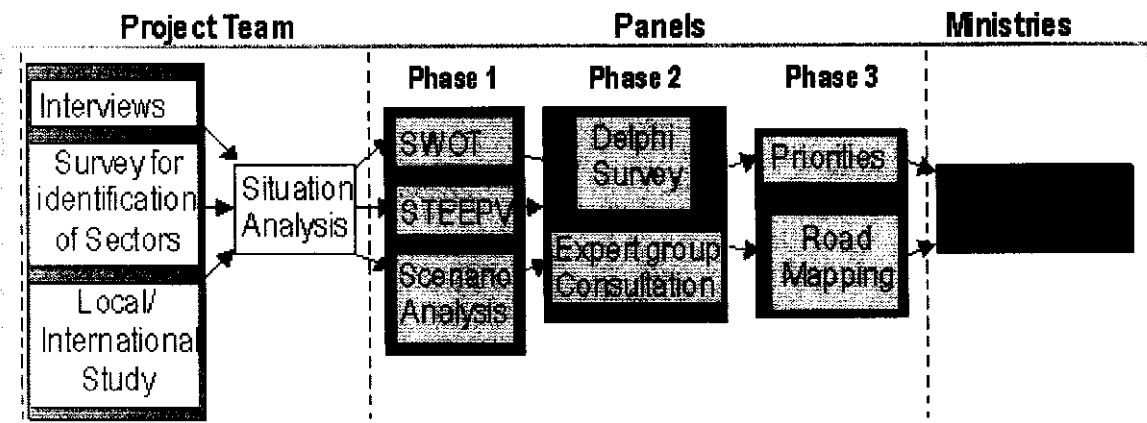 Project Team
Panels
Ministries
Phase 1
Phase 2
Phase 3
Interviews
Survey for
identification
of Sectors
Local/
International
Study
Situation
Analysis
SWOT
STEEPV
Scenario
Analysis
Delphi
Survey
Expert group
Consultation
Priorities
Road
Mapping